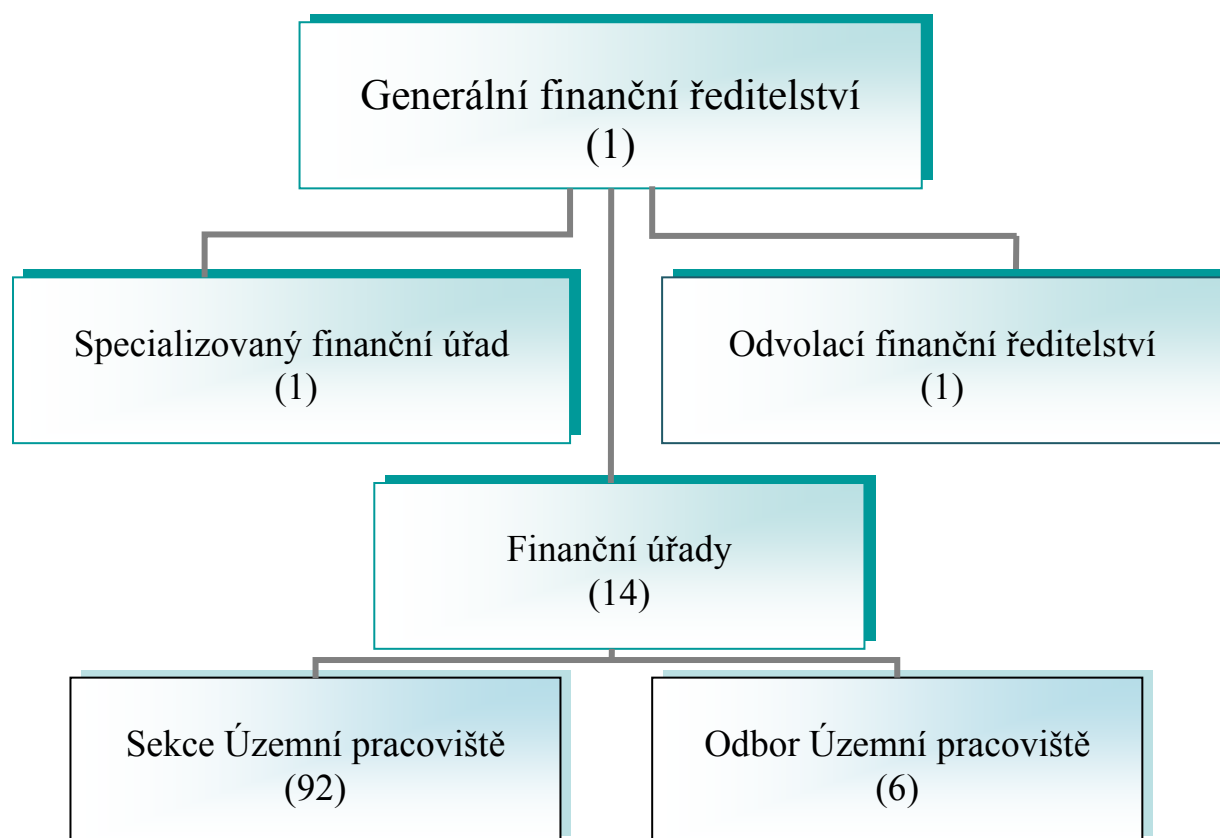 Generální finanční ředitelství
(1)
Specializovaný finanční úřad
(1)
Odvolací finanční ředitelství
(1)
Finanční úřady
(14)
Sekce Územní pracoviště
(92)
Odbor Územní pracoviště
(6)